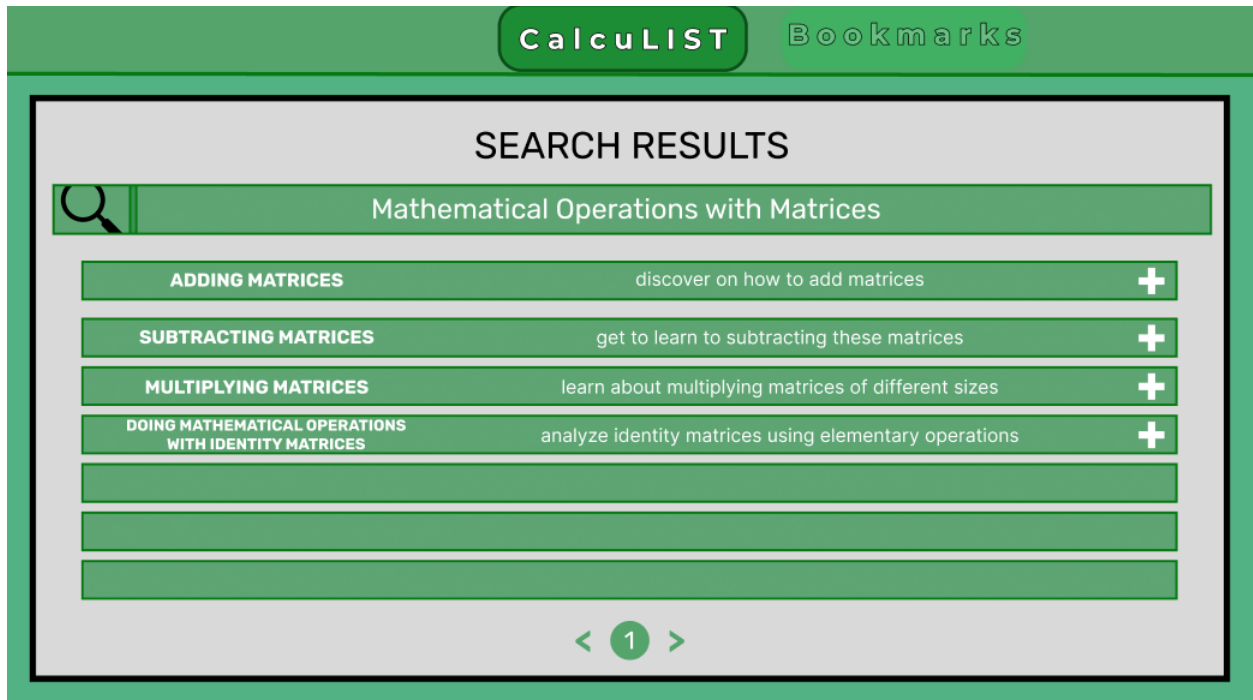 CalcuLIST Bookmarks
SEARCH RESULTS
Mathematical Operations with Matrices
ADDING MATRICES discover on how to add matrices
SUBTRACTING MATRICES get to learn to subtracting these matrices
MULTIPLYING MATRICES learn about multiplying matrices of different sizes
DOING MATHEMATICAL OPERATIONS
WITH IDENTITY MATRICES analyze identity matrices using elementary operations
< 1 >